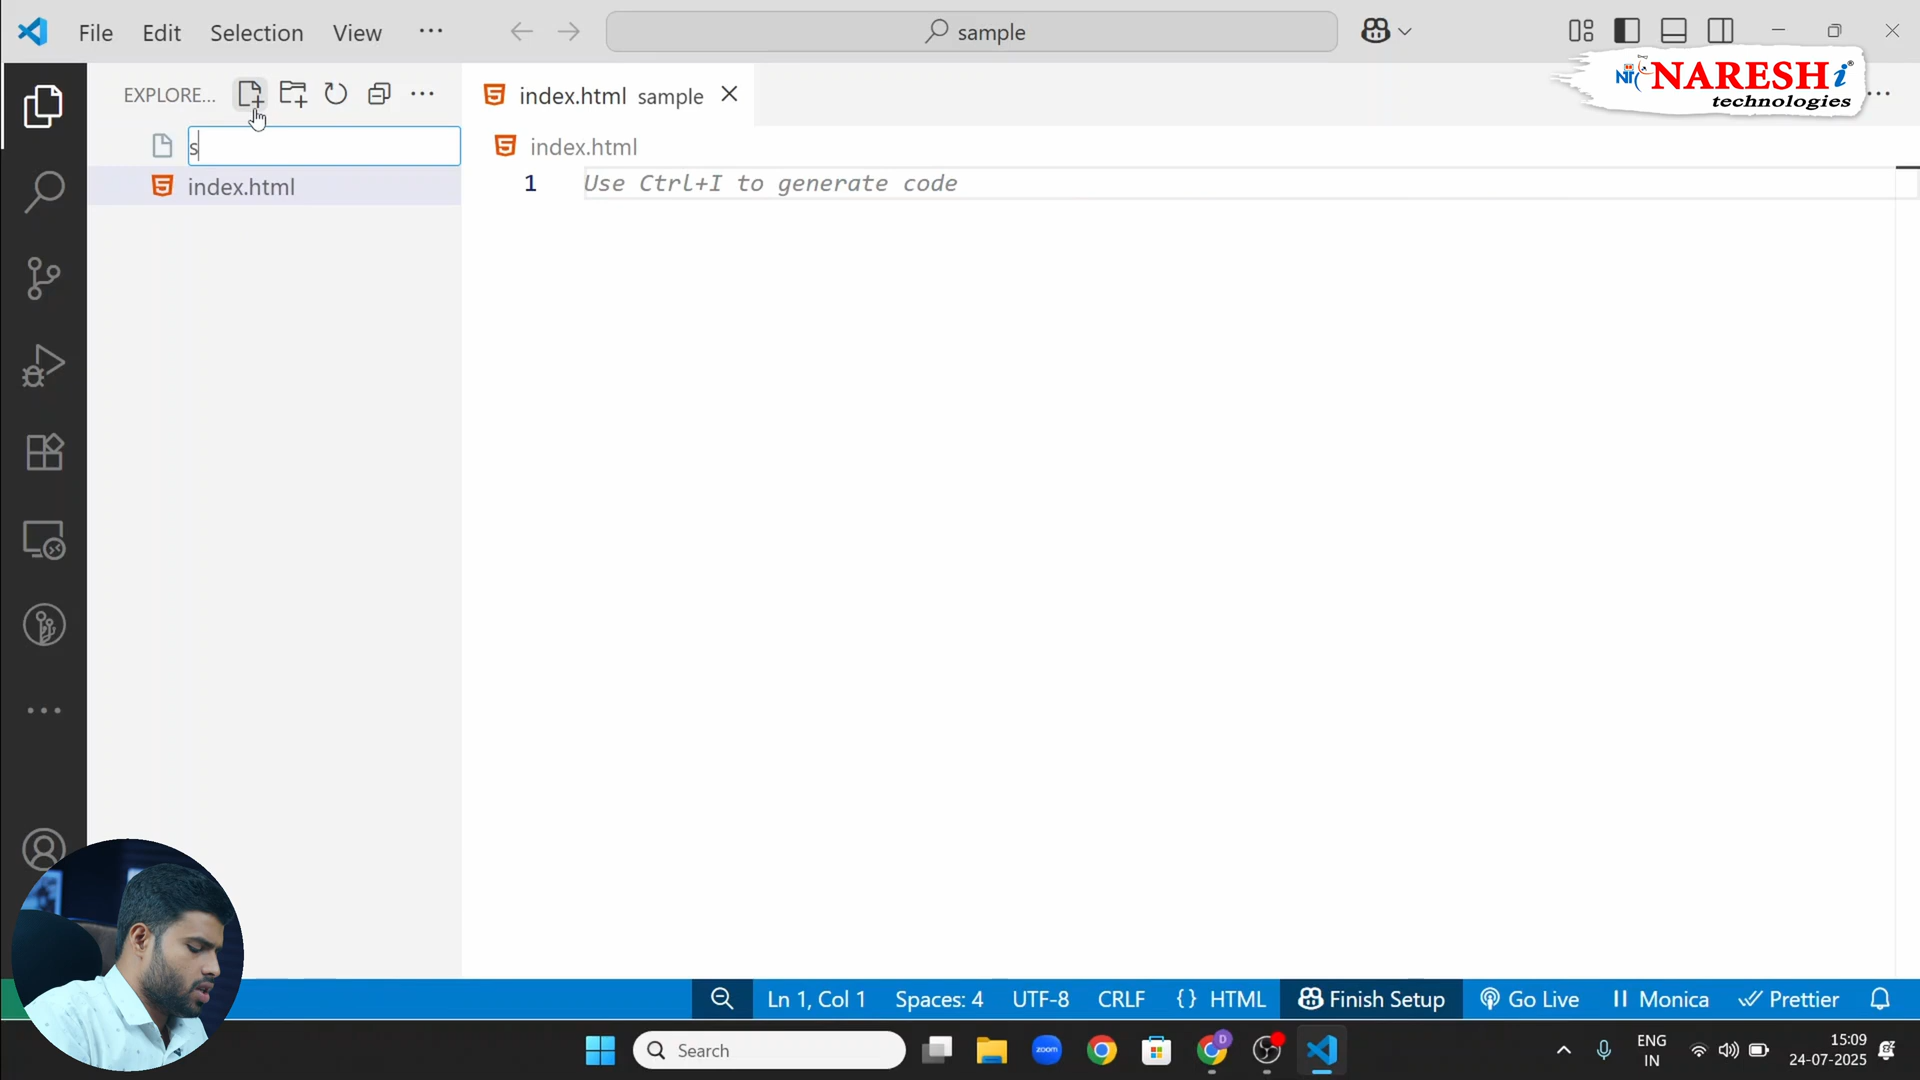 File Edit Selection View ··· sample
NARESH i ®
technologies
EXPLORE... ··· index.html sample
s
index.html
index.html
1 Use Ctrl+I to generate code
Ln 1, Col 1 Spaces: 4 UTF-8 CRLF {} HTML Finish Setup Go Live Monica Prettier
Search zoom D ENG 15:09
IN 24-07-2025